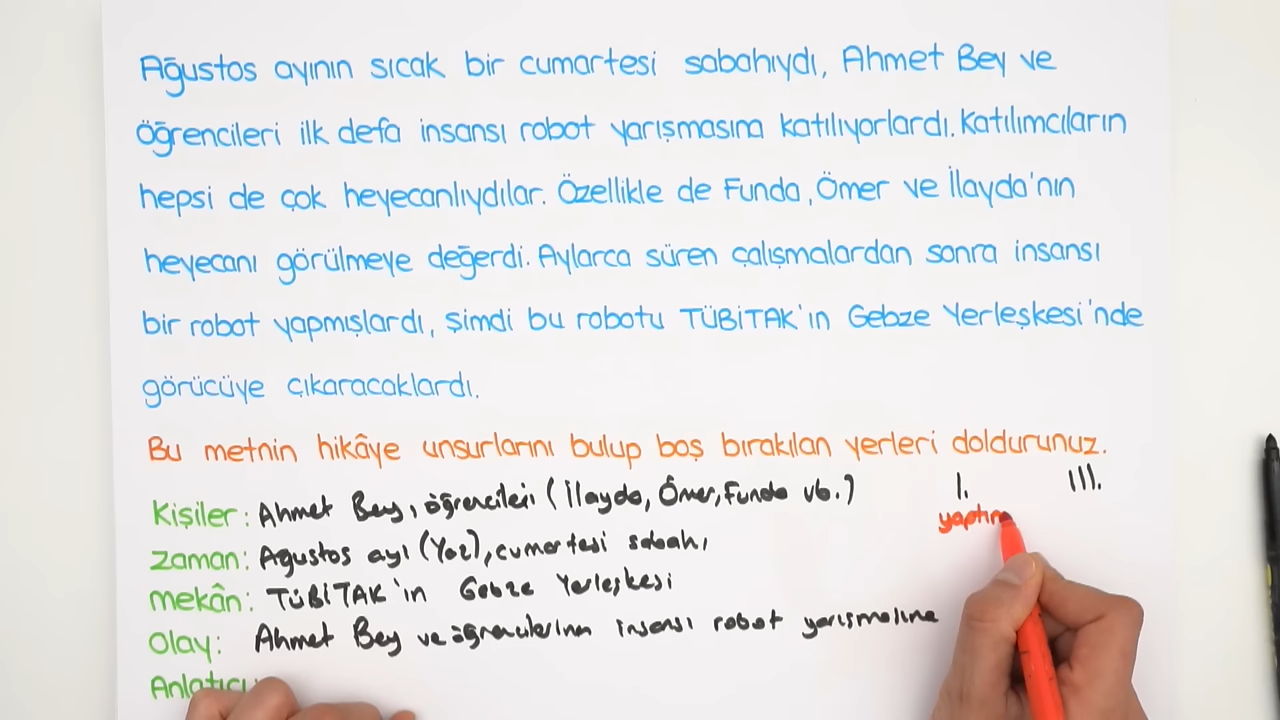 Ağustos ayının sıcak bir cumartesi sabahıydı, Ahmet Bey ve
öğrencileri ilk defa insansı robot yarışmasına katılıyorlardı. Katılımcıların
hepsi de çok heyecanlıydılar. Özellikle de Funda, Ömer ve İlayda'nın
heyecanı görülmeye değerdi. Aylarca süren çalışmalardan sonra insansı
bir robot yapmışlardı, şimdi bu robotu TÜBİTAK'ın Gebze Yerleşkesi'nde
görücüye çıkaracaklardı.
Bu metnin hikâye unsurlarını bulup boş bırakılan yerleri doldurunuz.
Kişiler: Ahmet Bey, öğrencileri (İlayda, Ömer, Funda vb.)
I. III.
yaptım
zaman: Ağustos ayı (Yaz), cumartesi sabahı
mekân: TÜBİTAK'ın Gebze Yerleşkesi
Olay: Ahmet Bey ve öğrencilerinin insansı robot yarışmasına
Anlatıcı